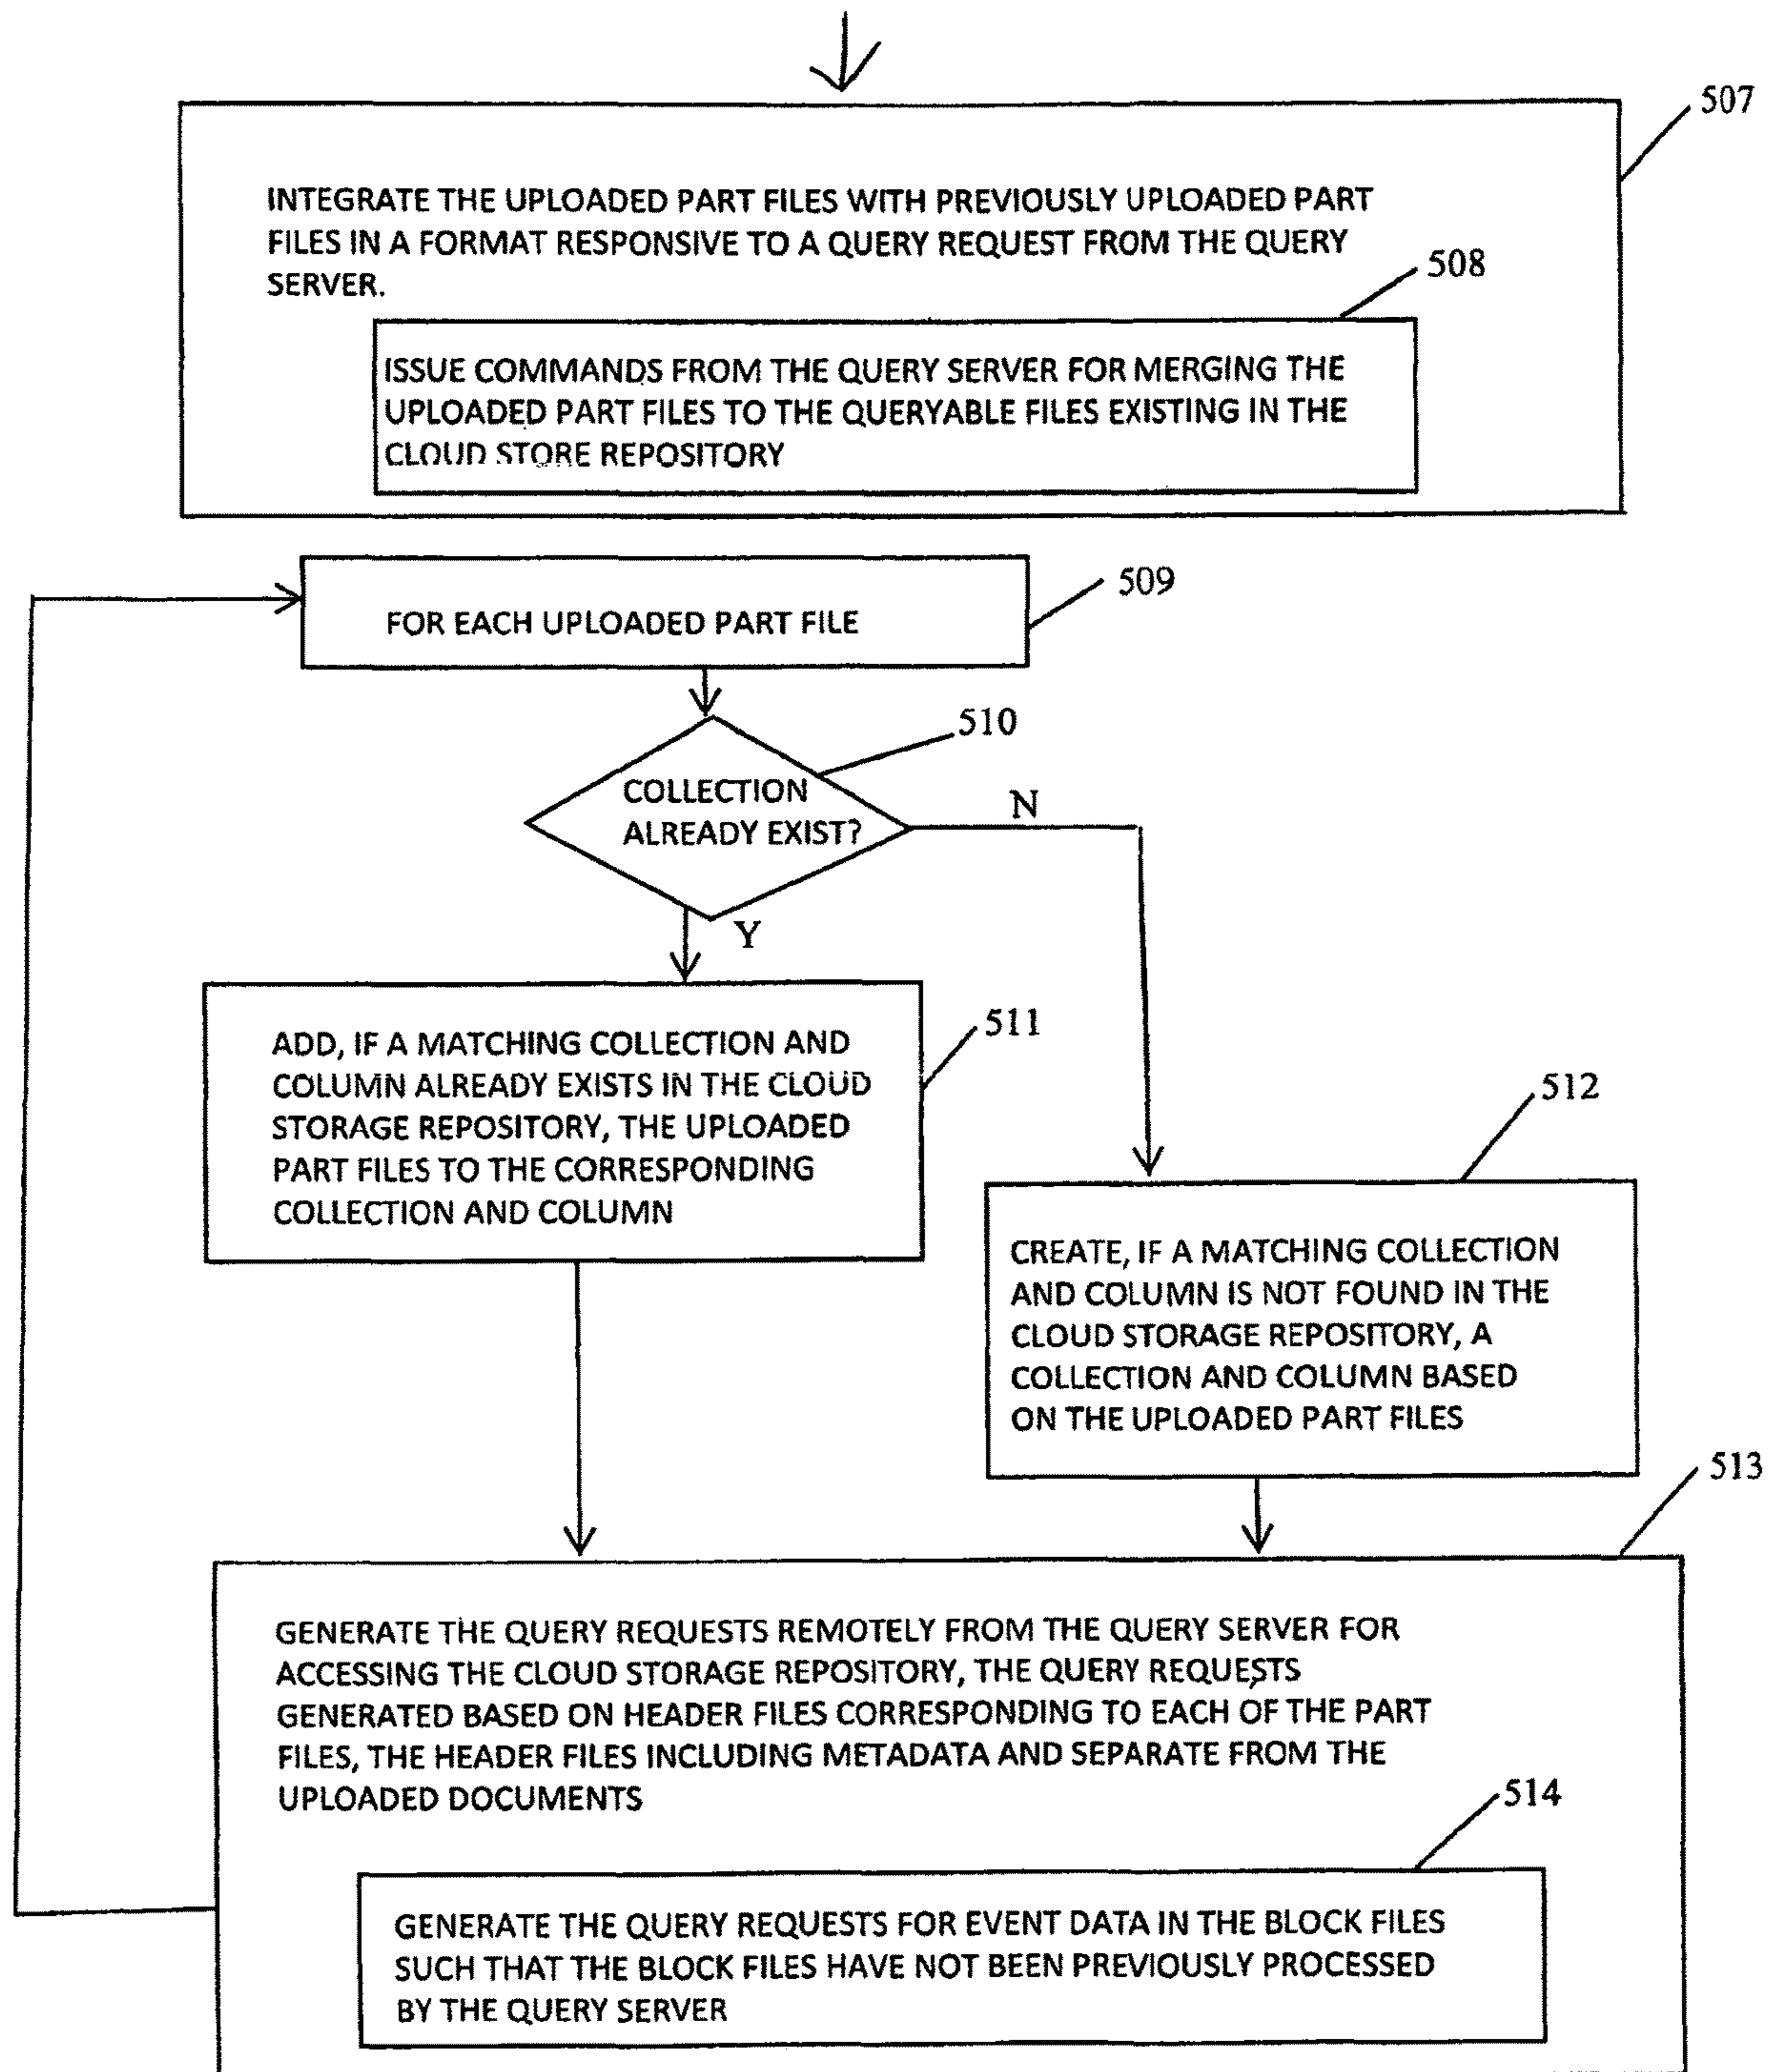 507
INTEGRATE THE UPLOADED PART FILES WITH PREVIOUSLY UPLOADED PART
FILES IN A FORMAT RESPONSIVE TO A QUERY REQUEST FROM THE QUERY
SERVER.
508
ISSUE COMMANDS FROM THE QUERY SERVER FOR MERGING THE
UPLOADED PART FILES TO THE QUERYABLE FILES EXISTING IN THE
CLOUD STORE REPOSITORY
509
FOR EACH UPLOADED PART FILE
510
COLLECTION
ALREADY EXIST?
N
Y
511
ADD, IF A MATCHING COLLECTION AND
COLUMN ALREADY EXISTS IN THE CLOUD
STORAGE REPOSITORY, THE UPLOADED
PART FILES TO THE CORRESPONDING
COLLECTION AND COLUMN
512
CREATE, IF A MATCHING COLLECTION
AND COLUMN IS NOT FOUND IN THE
CLOUD STORAGE REPOSITORY, A
COLLECTION AND COLUMN BASED
ON THE UPLOADED PART FILES
513
GENERATE THE QUERY REQUESTS REMOTELY FROM THE QUERY SERVER FOR
ACCESSING THE CLOUD STORAGE REPOSITORY, THE QUERY REQUESTS
GENERATED BASED ON HEADER FILES CORRESPONDING TO EACH OF THE PART
FILES, THE HEADER FILES INCLUDING METADATA AND SEPARATE FROM THE
UPLOADED DOCUMENTS
514
GENERATE THE QUERY REQUESTS FOR EVENT DATA IN THE BLOCK FILES
SUCH THAT THE BLOCK FILES HAVE NOT BEEN PREVIOUSLY PROCESSED
BY THE QUERY SERVER